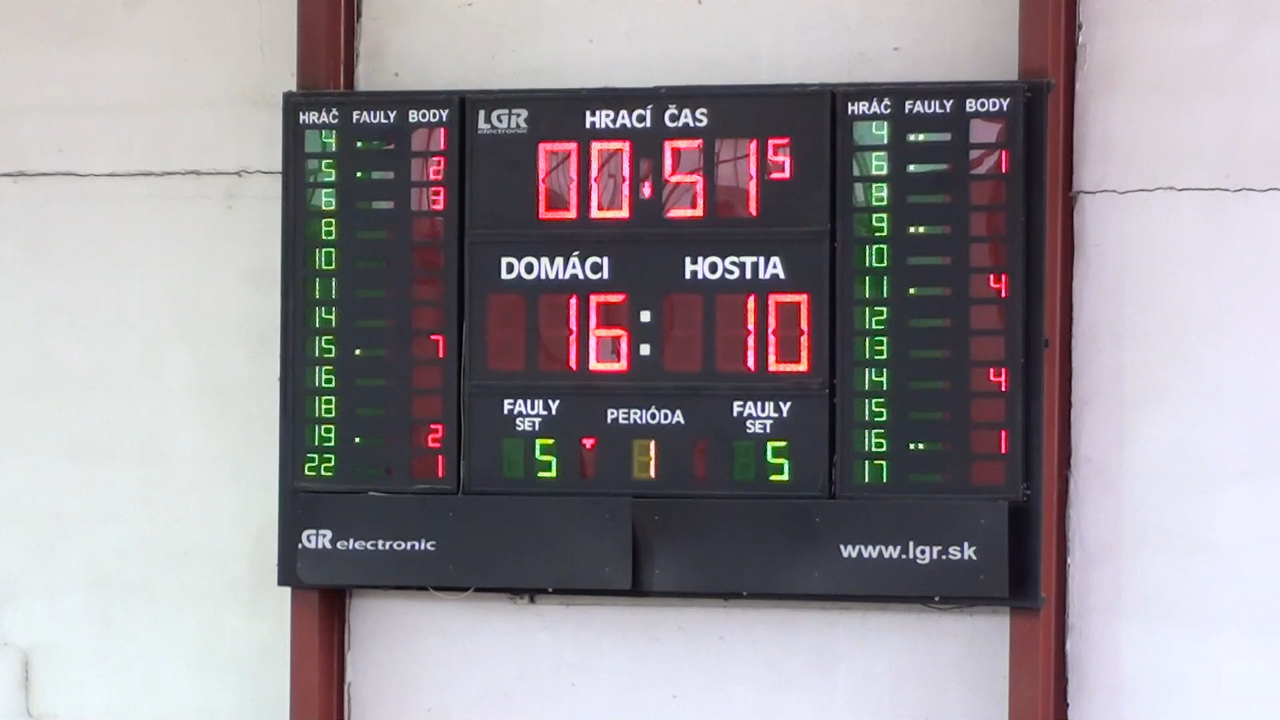 HRÁČ FAULY BODY
4 1
5 2
6 3
8
10
11
14
15 7
16
18
19 2
22 1
LGR
electronic
HRACÍ ČAS
00:51 5
DOMÁCI HOSTIA
16:10
FAULY SET PERIÓDA FAULY SET
5 1 5
HRÁČ FAULY BODY
4
6 1
8
9
10
11 4
12
13
14 4
15
16 1
17
.GR electronic
www.lgr.sk